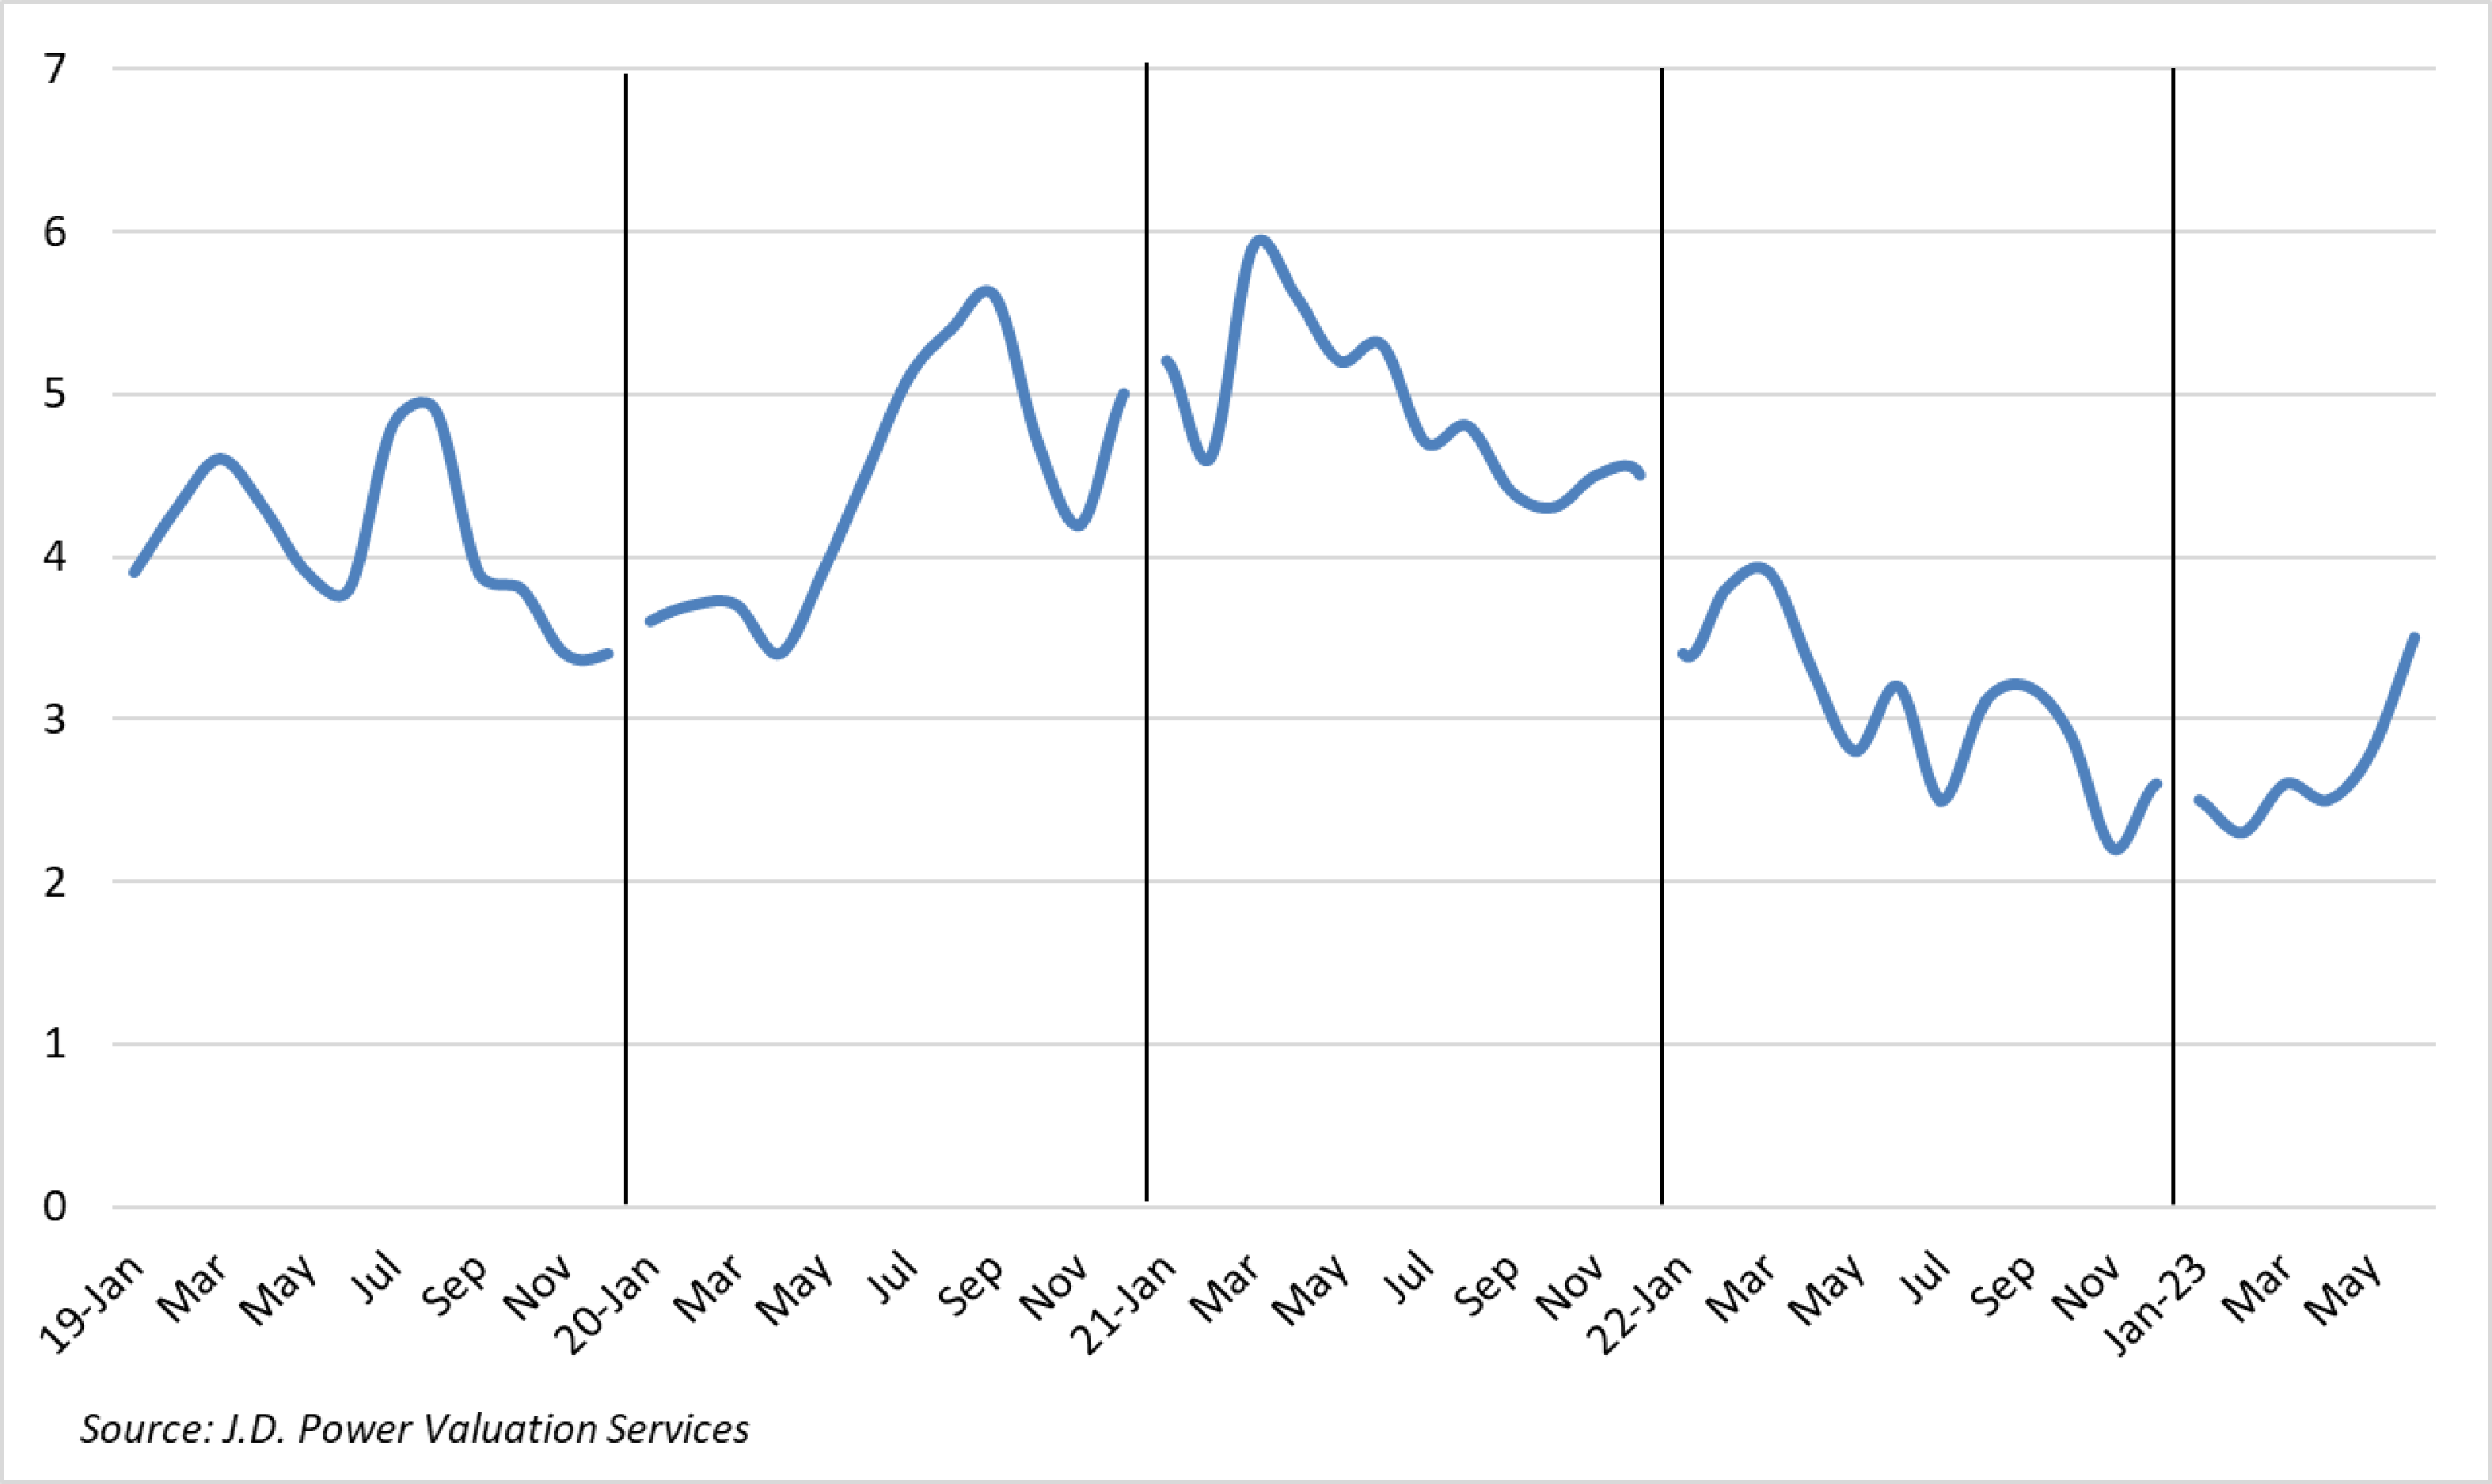 7
6
5
4
3
2
1
0
19-Jan
Mar
May
Jul
Sep
Nov
20-Jan
Mar
May
Jul
Sep
Nov
21-Jan
Mar
May
Jul
Sep
Nov
22-Jan
Mar
May
Jul
Sep
Nov
Jan-23
Mar
May
Source: J.D. Power Valuation Services